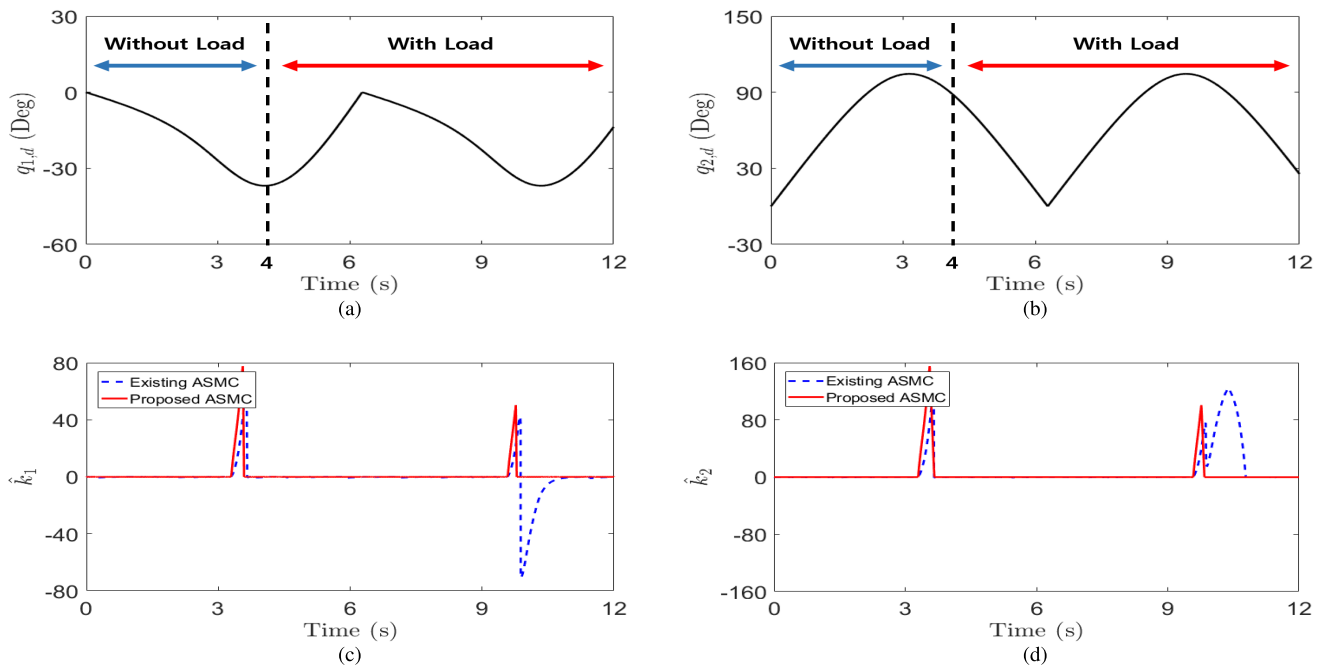 30
0
-30
-60
q1,d (Deg)
Without Load
With Load
0
3
4
6
9
12
Time (s)
(a)
150
90
30
-30
q2,d (Deg)
Without Load
With Load
0
3
4
6
9
12
Time (s)
(b)
80
40
0
-40
-80
k̂1
Existing ASMC
Proposed ASMC
0
3
6
9
12
Time (s)
(c)
160
80
0
-80
-160
k̂2
Existing ASMC
Proposed ASMC
0
3
6
9
12
Time (s)
(d)